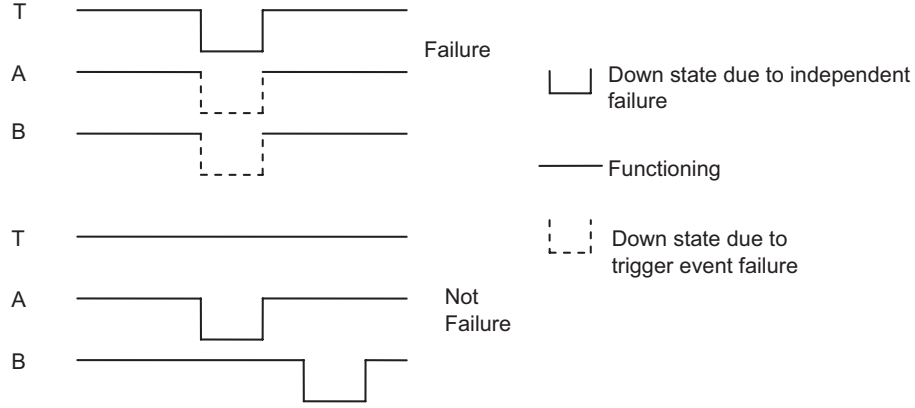 T
Failure
A
B
Down state due to independent
failure
Functioning
Down state due to
trigger event failure
T
A
Not
Failure
B